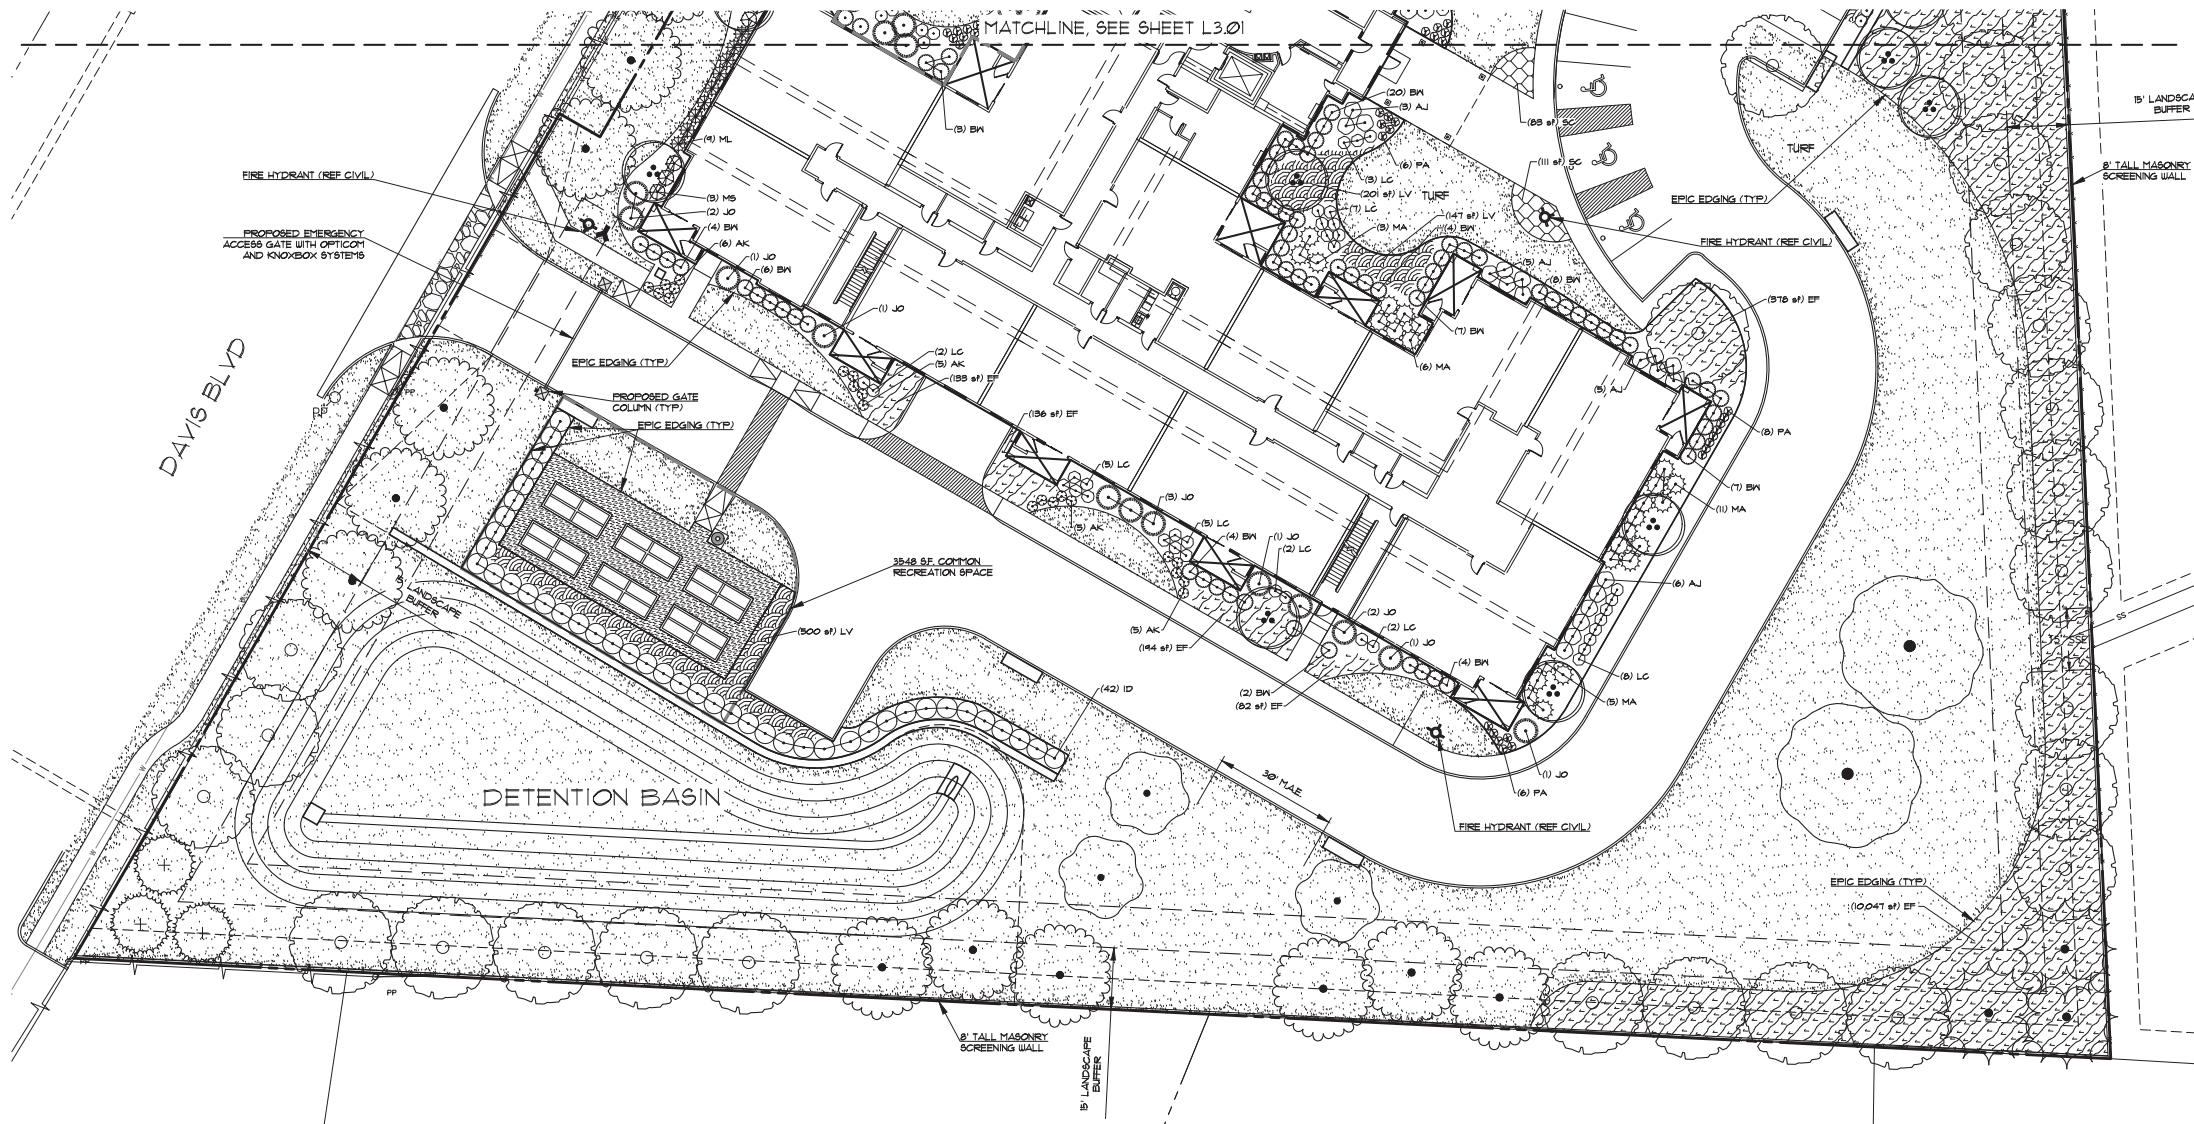 MATCHLINE, SEE SHEET L3.01
(3) BW
(20) BW
(3) AJ
(88 sf) SC
15' LANDSCA
BUFFER
(9) ML
(6) PA
(111 sf) SC
TURF
8' TALL MASONRY
SCREENING WALL
FIRE HYDRANT (REF CIVIL)
(3) LC
(201 sf) LV
TURF
(3) MS
(2) JO
(7) LC
(147 sf) LV
EPIC EDGING (TYP)
(4) BW
(3) MA
(4) BW
PROPOSED EMERGENCY
ACCESS GATE WITH OPTICOM
AND KNOXBOX SYSTEMS
(6) AK
FIRE HYDRANT (REF CIVIL)
(1) JO
(6) BW
(5) AJ
(8) BW
(1) JO
(378 sf) EF
(7) BW
DAVIS BLVD
EPIC EDGING (TYP)
(2) LC
(5) AK
(133 sf) EF
(6) MA
(5) AJ
PP
PP
PROPOSED GATE
COLUMN (TYP)
(136 sf) EF
EPIC EDGING (TYP)
(8) PA
(5) LC
(7) BW
(3) JO
(11) MA
(5) AK
(5) LC
(4) BW
(1) JO
(2) LC
3548 S.F. COMMON
RECREATION SPACE
LANDSCAPE
BUFFER
(6) AJ
(2) JO
(500 sf) LV
(5) AK
(2) LC
(194 sf) EF
(1) JO
SS
(4) BW
(8) LC
(42) ID
(2) BW
(82 sf) EF
(5) MA
W
(1) JO
30' MAE
(6) PA
DETENTION BASIN
FIRE HYDRANT (REF CIVIL)
W
EPIC EDGING (TYP)
(10,047 sf) EF
PP
8' TALL MASONRY
SCREENING WALL
15' LANDSCAPE
BUFFER